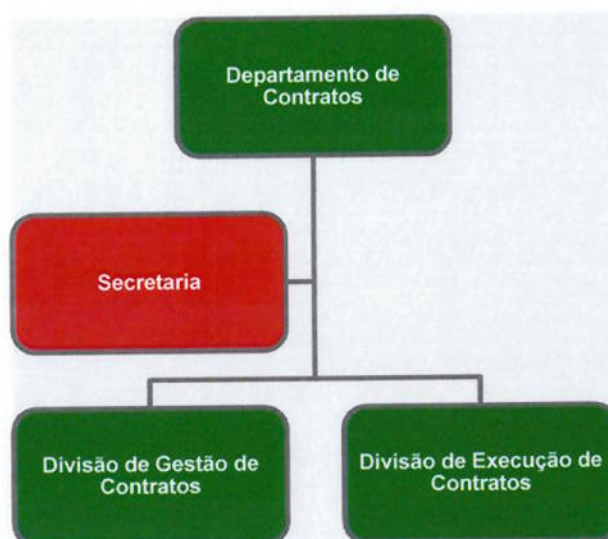 Departamento de
Contratos
Secretaria
Divisão de Gestão de
Contratos
Divisão de Execução de
Contratos